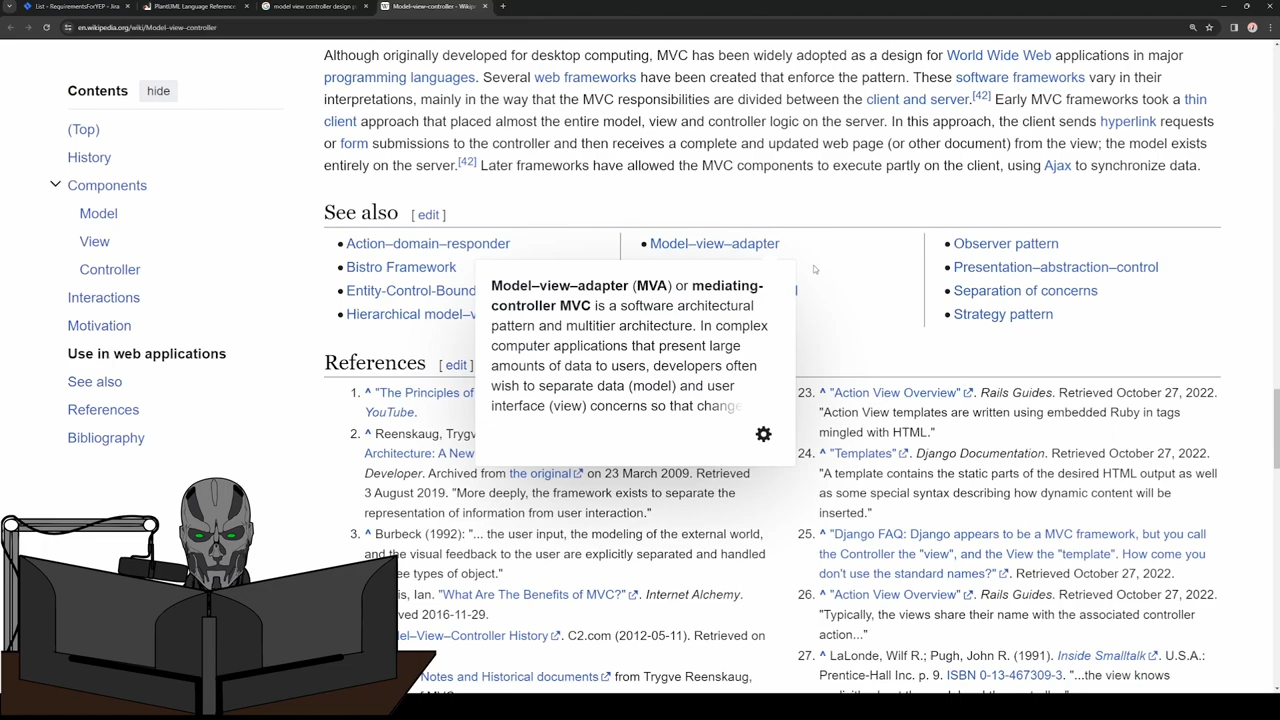 List - RequirementsForYEP - Jira
PlantUML Language Reference
model view controller design p
Model–view–controller - Wikip
en.wikipedia.org/wiki/Model–view–controller
Contents hide
(Top)
History
Components
Model
View
Controller
Interactions
Motivation
Use in web applications
See also
References
Bibliography
Although originally developed for desktop computing, MVC has been widely adopted as a design for World Wide Web applications in major
programming languages. Several web frameworks have been created that enforce the pattern. These software frameworks vary in their
interpretations, mainly in the way that the MVC responsibilities are divided between the client and server.[42] Early MVC frameworks took a thin
client approach that placed almost the entire model, view and controller logic on the server. In this approach, the client sends hyperlink requests
or form submissions to the controller and then receives a complete and updated web page (or other document) from the view; the model exists
entirely on the server.[42] Later frameworks have allowed the MVC components to execute partly on the client, using Ajax to synchronize data.
See also [ edit ]
• Action–domain–responder
• Bistro Framework
• Entity-Control-Bound
• Hierarchical model–v
• Model–view–adapter
• Observer pattern
• Presentation–abstraction–control
• Separation of concerns
• Strategy pattern
Model–view–adapter (MVA) or mediating-
controller MVC is a software architectural
pattern and multitier architecture. In complex
computer applications that present large
amounts of data to users, developers often
wish to separate data (model) and user
interface (view) concerns so that change
References [ edit ]
1. ^ "The Principles of
YouTube.
2. ^ Reenskaug, Trygv
Architecture: A New
Developer. Archived from the original on 23 March 2009. Retrieved
3 August 2019. "More deeply, the framework exists to separate the
representation of information from user interaction."
3. ^ Burbeck (1992): "... the user input, the modeling of the external world,
and the visual feedback to the user are explicitly separated and handled
ee types of object."
is, Ian. "What Are The Benefits of MVC?". Internet Alchemy.
ved 2016-11-29.
el–View–Controller History". C2.com (2012-05-11). Retrieved on
Notes and Historical documents from Trygve Reenskaug,
23. ^ "Action View Overview". Rails Guides. Retrieved October 27, 2022.
"Action View templates are written using embedded Ruby in tags
mingled with HTML."
24. ^ "Templates". Django Documentation. Retrieved October 27, 2022.
"A template contains the static parts of the desired HTML output as well
as some special syntax describing how dynamic content will be
inserted."
25. ^ "Django FAQ: Django appears to be a MVC framework, but you call
the Controller the "view", and the View the "template". How come you
don't use the standard names?". Retrieved October 27, 2022.
26. ^ "Action View Overview". Rails Guides. Retrieved October 27, 2022.
"Typically, the views share their name with the associated controller
action..."
27. ^ LaLonde, Wilf R.; Pugh, John R. (1991). Inside Smalltalk. U.S.A.:
Prentice-Hall Inc. p. 9. ISBN 0-13-467309-3. "...the view knows